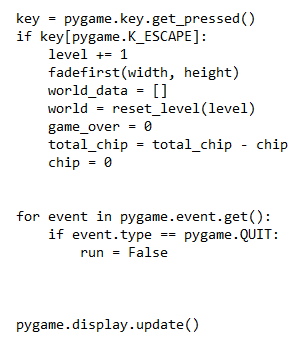 key = pygame.key.get_pressed()
if key[pygame.K_ESCAPE]:
    level += 1
    fadefirst(width, height)
    world_data = []
    world = reset_level(level)
    game_over = 0
    total_chip = total_chip - chip
    chip = 0
for event in pygame.event.get():
    if event.type == pygame.QUIT:
        run = False
pygame.display.update()